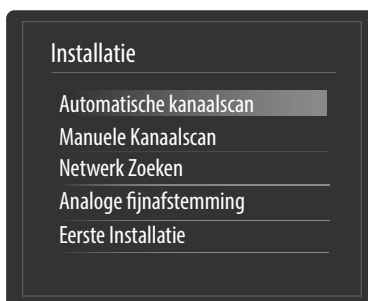 Installatie
Automatische kanaalscan
Manuele Kanaalscan
Netwerk Zoeken
Analoge fijnafstemming
Eerste Installatie